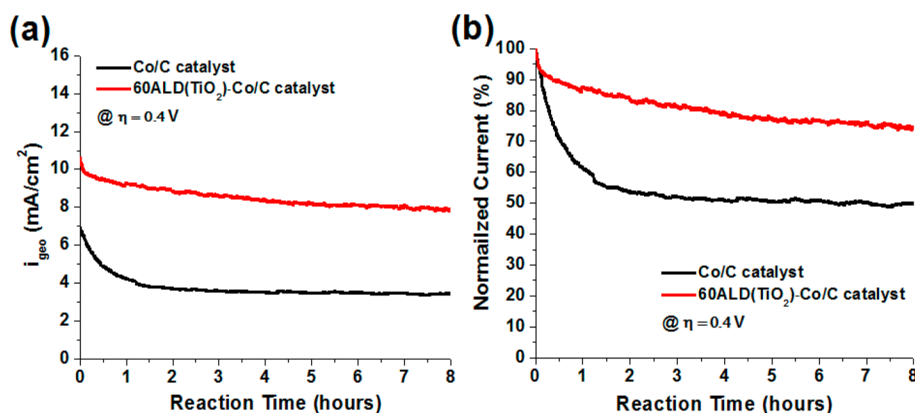 (a)
16
14
12
10
8
6
4
2
0
i_geo (mA/cm²)
Co/C catalyst
60ALD(TiO₂)-Co/C catalyst
@ η = 0.4 V
0 1 2 3 4 5 6 7 8
Reaction Time (hours)
(b)
100
90
80
70
60
50
40
30
20
10
0
Normailzed Current (%)
Co/C catalyst
60ALD(TiO₂)-Co/C catalyst
@ η = 0.4 V
0 1 2 3 4 5 6 7 8
Reaction Time (hours)